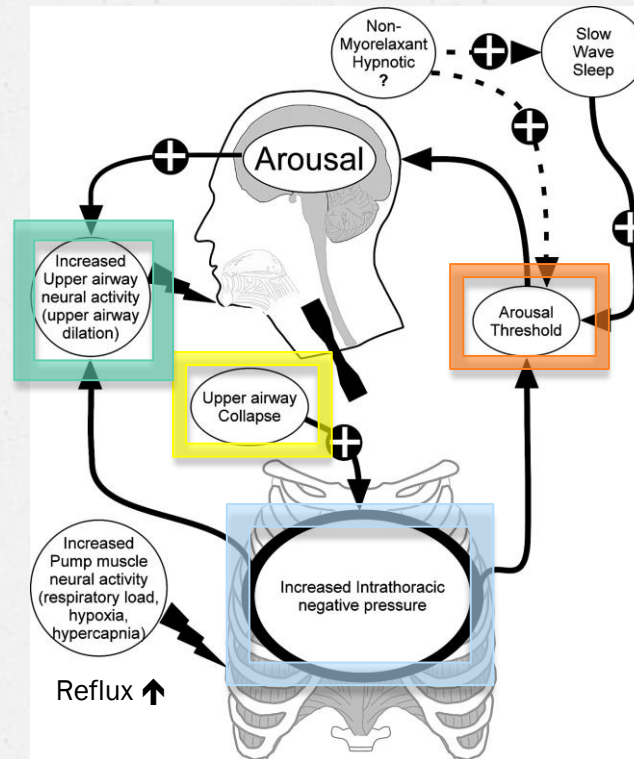 Non-
Myorelaxant
Hypnotic
?
Slow
Wave
Sleep
Arousal
Increased
Upper airway
neural activity
(upper airway
dilation)
Arousal
Threshold
Upper airway
Collapse
Increased
Pump muscle
neural activity
(respiratory load,
hypoxia,
hypercapnia)
Increased Intrathoracic
negative pressure
Reflux ↑